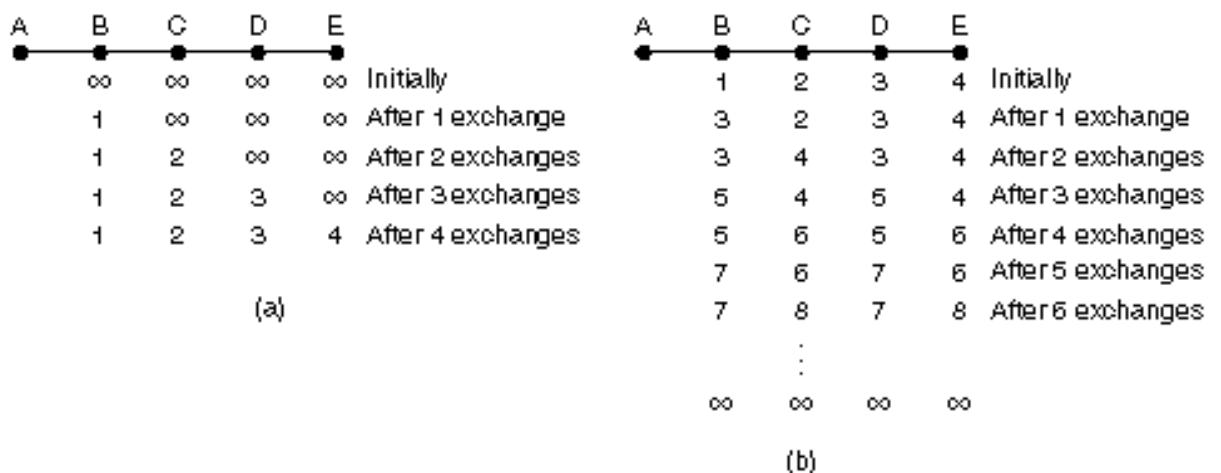 A B C D E
∞ ∞ ∞ ∞ Initially
1 ∞ ∞ ∞ After 1 exchange
1 2 ∞ ∞ After 2 exchanges
1 2 3 ∞ After 3 exchanges
1 2 3 4 After 4 exchanges
(a)
A B C D E
1 2 3 4 Initially
3 2 3 4 After 1 exchange
3 4 3 4 After 2 exchanges
5 4 5 4 After 3 exchanges
5 6 5 6 After 4 exchanges
7 6 7 6 After 5 exchanges
7 8 7 8 After 6 exchanges
⋮
∞ ∞ ∞ ∞
(b)